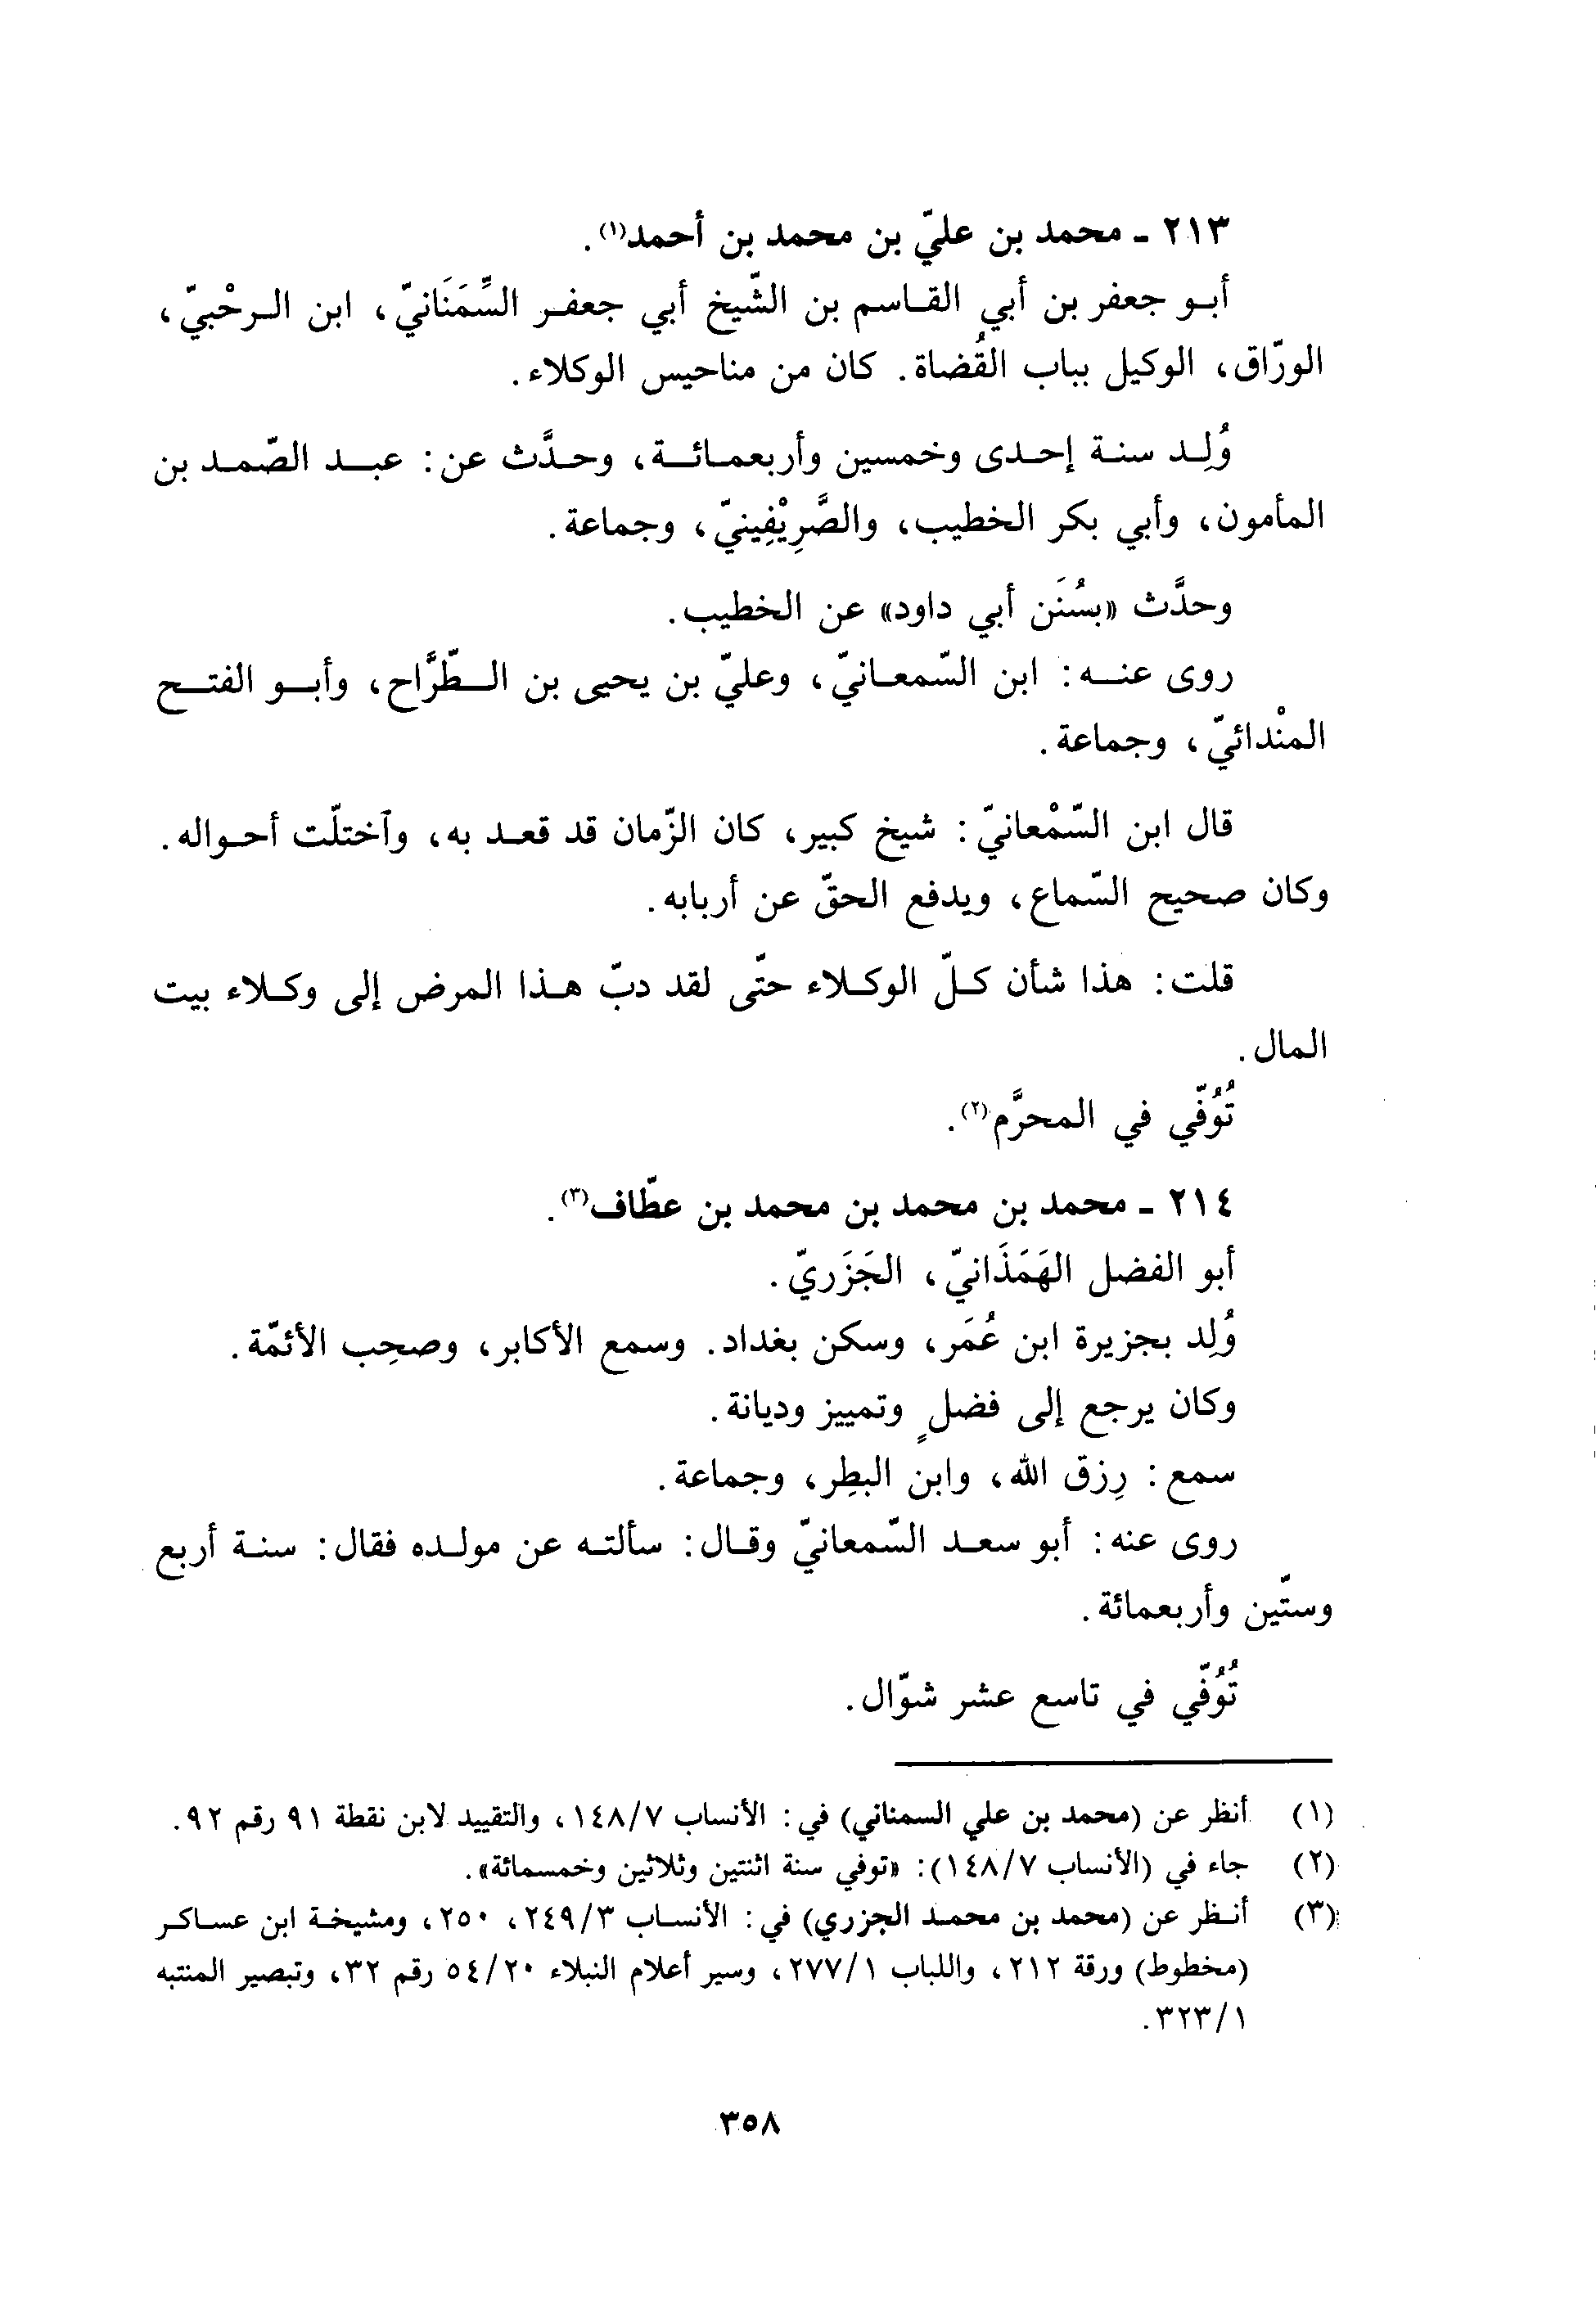 ٢١٣ ـ محمد بن عليّ بن محمد بن أحمد(١).
أبو جعفر بن أبي القاسم بن الشّيخ أبي جعفر السِّمَنَانيّ، ابن الرحْبيّ،
الورّاق، الوكيل بباب القُضاة. كان من مناحيس الوكلاء.
وُلِد سنة إحدى وخمسين وأربعمائة، وحدَّث عن: عبد الصّمد بن
المأمون، وأبي بكر الخطيب، والصَّرِيْفِينيّ، وجماعة.
وحدَّث «بسُنَن أبي داود» عن الخطيب.
روى عنه: ابن السّمعانيّ، وعليّ بن يحيى بن الطّرَّاح، وأبو الفتح
المنْدائيّ، وجماعة.
قال ابن السّمْعانيّ: شيخ كبير، كان الزّمان قد قعد به، وآختلّت أحواله.
وكان صحيح السّماع، ويدفع الحقّ عن أربابه.
قلت: هذا شأن كلّ الوكلاء حتّى لقد دبّ هذا المرض إلى وكلاء بيت
المال.
تُوُفّي في المحرَّم(٢).
٢١٤ ـ محمد بن محمد بن محمد بن عطّاف(٣).
أبو الفضل الهَمَذَانيّ، الجَزَريّ.
وُلِد بجزيرة ابن عُمَر، وسكن بغداد. وسمع الأكابر، وصحِب الأئمّة.
وكان يرجع إلى فضلٍ وتمييز وديانة.
سمع: رِزق الله، وابن البطِر، وجماعة.
روى عنه: أبو سعد السّمعانيّ وقال: سألته عن مولده فقال: سنة أربع
وستّين وأربعمائة.
تُوُفّي في تاسع عشر شوّال.
(١) أنظر عن (محمد بن علي السمناني) في: الأنساب ١٤٨/٧، والتقييد لابن نقطة ٩١ رقم ٩٢.
(٢) جاء في (الأنساب ١٤٨/٧): «توفي سنة اثنتين وثلاثين وخمسمائة».
(٣) أنظر عن (محمد بن محمد الجزري) في: الأنساب ٢٤٩/٣، ٢٥٠، ومشيخة ابن عساكر
(مخطوط) ورقة ٢١٢، واللباب ٢٧٧/١، وسير أعلام النبلاء ٥٤/٢٠ رقم ٣٢، وتبصير المنتبه
٣٢٣/١.
٣٥٨